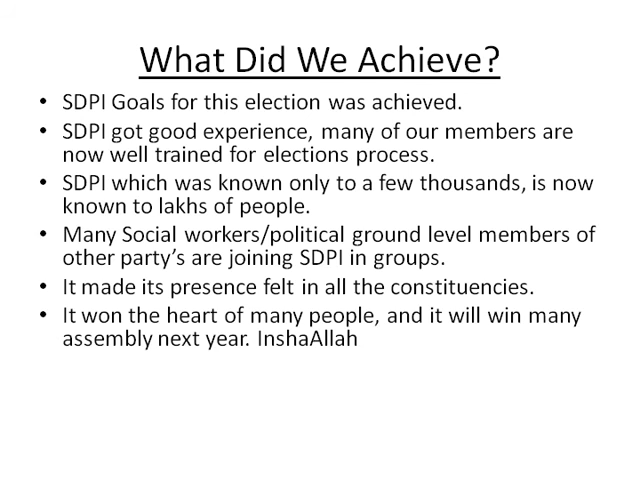 What Did We Achieve?
• SDPI Goals for this election was achieved.
• SDPI got good experience, many of our members are
now well trained for elections process.
• SDPI which was known only to a few thousands, is now
known to lakhs of people.
• Many Social workers/political ground level members of
other party's are joining SDPI in groups.
• It made its presence felt in all the constituencies.
• It won the heart of many people, and it will win many
assembly next year. InshaAllah